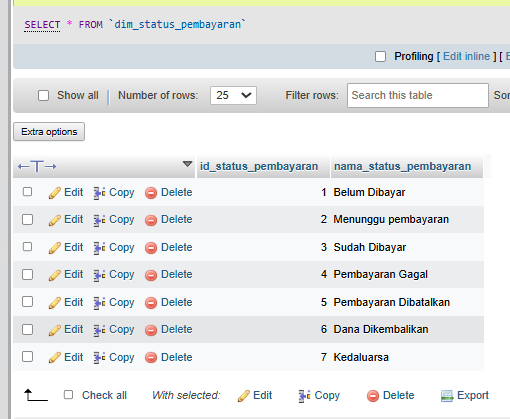 SELECT * FROM `dim_status_pembayaran`
Profiling [ Edit inline ] [
Show all Number of rows: 25 Filter rows: Search this table Sor
Extra options
id_status_pembayaran nama_status_pembayaran
Edit Copy Delete 1 Belum Dibayar
Edit Copy Delete 2 Menunggu pembayaran
Edit Copy Delete 3 Sudah Dibayar
Edit Copy Delete 4 Pembayaran Gagal
Edit Copy Delete 5 Pembayaran Dibatalkan
Edit Copy Delete 6 Dana Dikembalikan
Edit Copy Delete 7 Kedaluarsa
Check all With selected: Edit Copy Delete Export